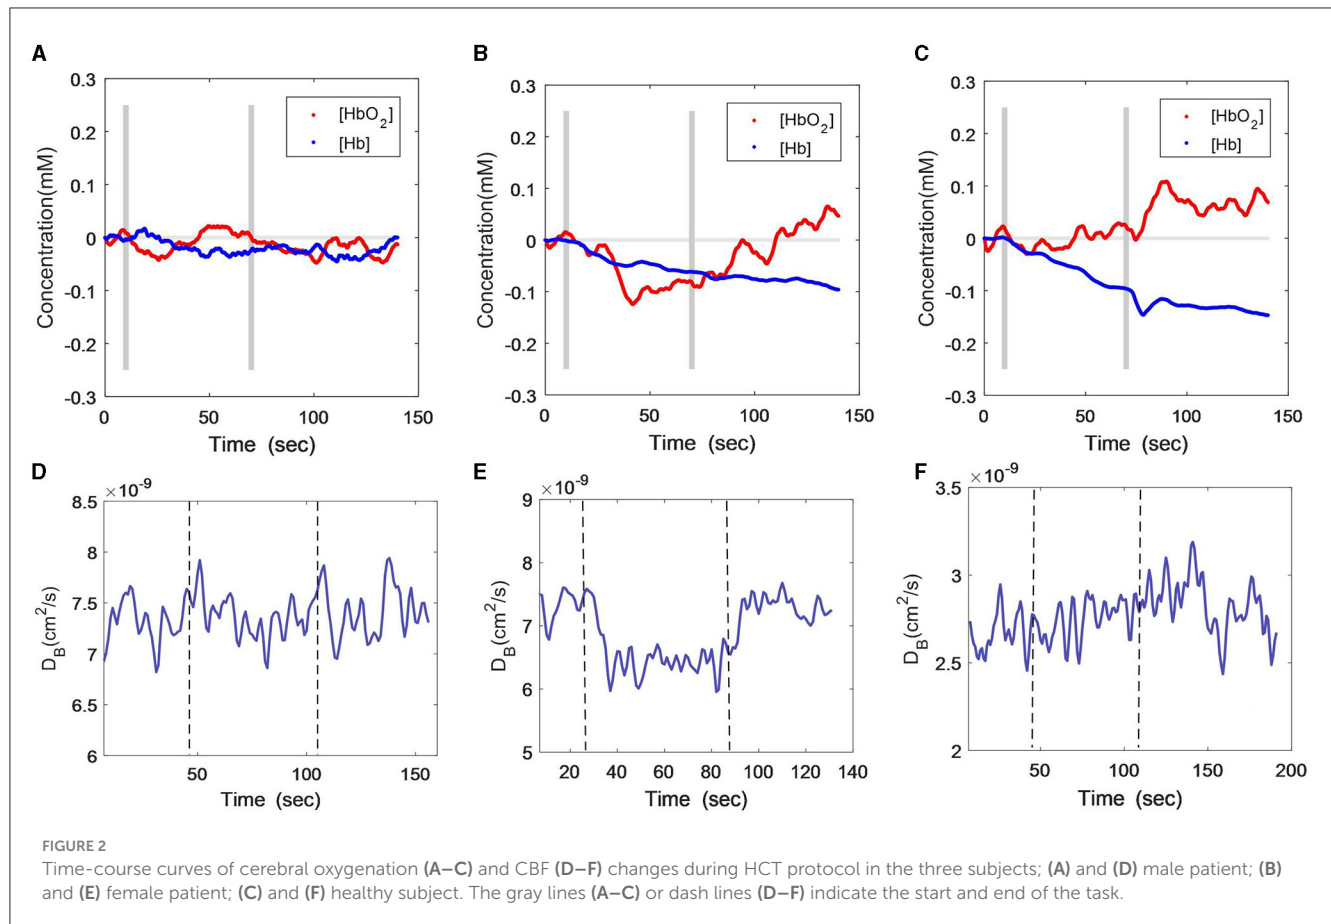 A
B
C
0.3
0.2
0.1
0
-0.1
-0.2
-0.3
Concentration(mM)
[HbO2]
[Hb]
0 50 100 150
Time (sec)
0.3
0.2
0.1
0
-0.1
-0.2
-0.3
Concentration(mM)
[HbO2]
[Hb]
0 50 100 150
Time (sec)
0.3
0.2
0.1
0
-0.1
-0.2
-0.3
Concentration(mM)
[HbO2]
[Hb]
0 50 100 150
Time (sec)
D
×10-9
8.5
8
7.5
7
6.5
6
DB(cm2/s)
50 100 150
Time (sec)
E
×10-9
9
8
7
6
5
DB(cm2/s)
20 40 60 80 100 120 140
Time (sec)
F
×10-9
3.5
3
2.5
2
DB(cm2/s)
50 100 150 200
Time (sec)
FIGURE 2
Time-course curves of cerebral oxygenation (A–C) and CBF (D–F) changes during HCT protocol in the three subjects; (A) and (D) male patient; (B)
and (E) female patient; (C) and (F) healthy subject. The gray lines (A–C) or dash lines (D–F) indicate the start and end of the task.